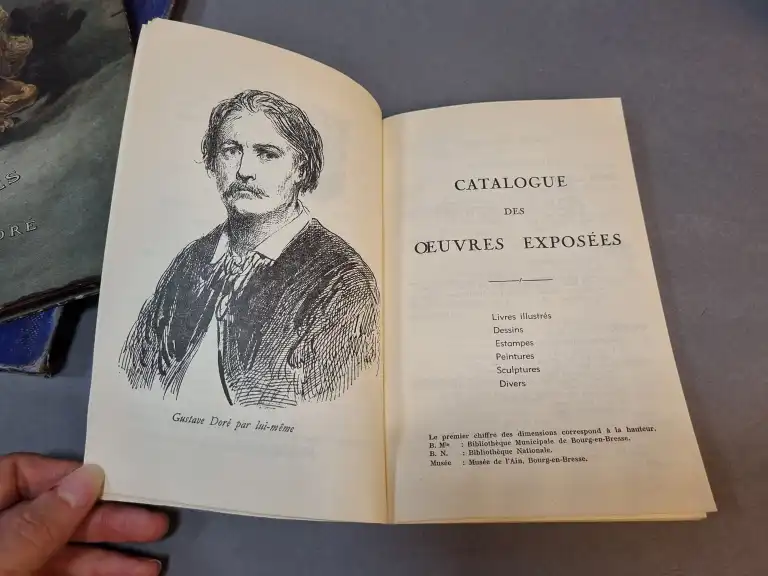 ORÉ
Gustave Doré par lui-même
CATALOGUE
DES
ŒUVRES EXPOSÉES
Livres illustrés
Dessins
Estampes
Peintures
Sculptures
Divers
Le premier chiffre des dimensions correspond à la hauteur.
B. Mle : Bibliothèque Municipale de Bourg-en-Bresse.
B. N. : Bibliothèque Nationale.
Musée : Musée de l'Ain, Bourg-en-Bresse.